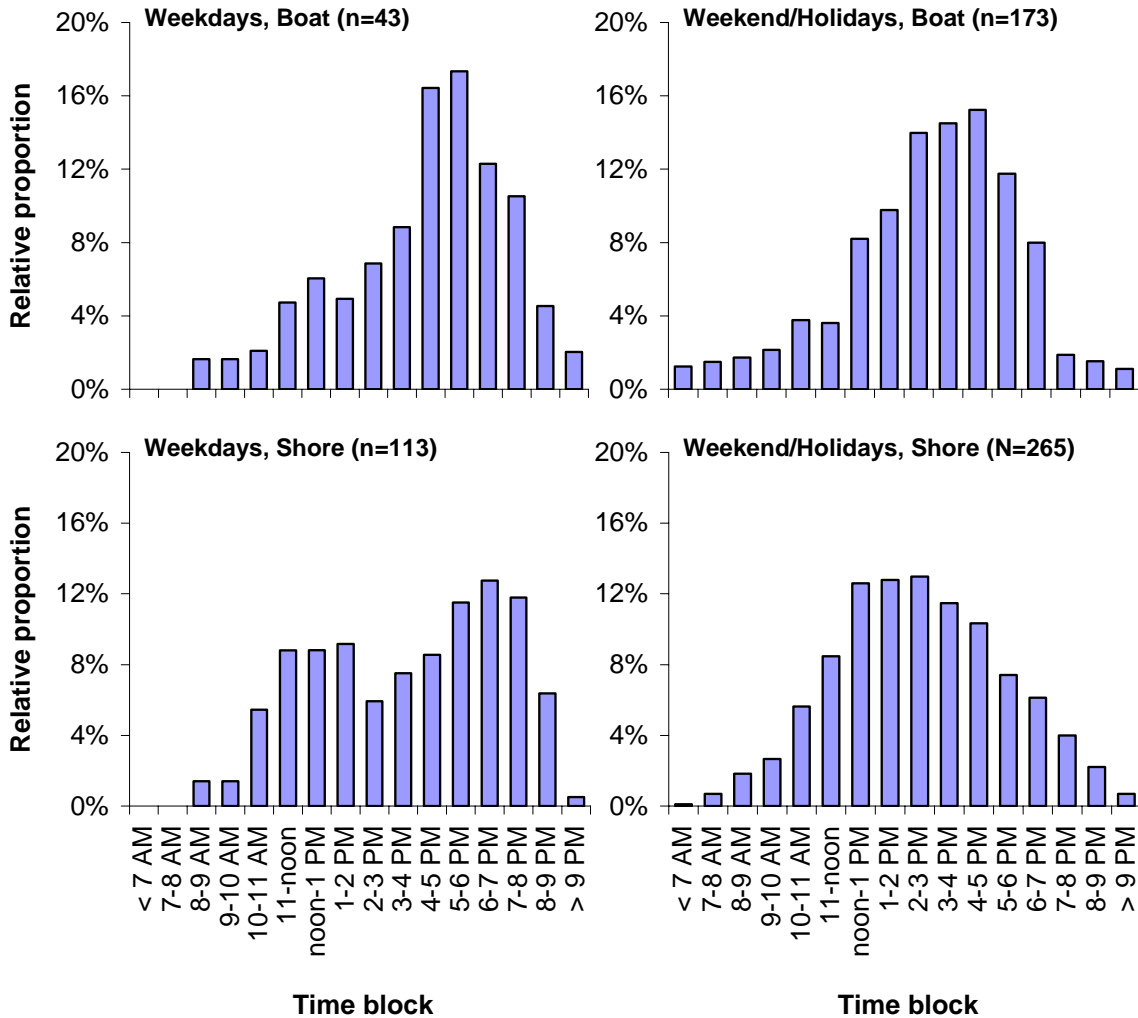 Weekdays, Boat (n=43)
20%
16%
12%
8%
4%
0%
Relative proportion
Weekend/Holidays, Boat (n=173)
20%
16%
12%
8%
4%
0%
Weekdays, Shore (n=113)
20%
16%
12%
8%
4%
0%
Relative proportion
< 7 AM
7-8 AM
8-9 AM
9-10 AM
10-11 AM
11-noon
noon-1 PM
1-2 PM
2-3 PM
3-4 PM
4-5 PM
5-6 PM
6-7 PM
7-8 PM
8-9 PM
> 9 PM
Time block
Weekend/Holidays, Shore (N=265)
20%
16%
12%
8%
4%
0%
< 7 AM
7-8 AM
8-9 AM
9-10 AM
10-11 AM
11-noon
noon-1 PM
1-2 PM
2-3 PM
3-4 PM
4-5 PM
5-6 PM
6-7 PM
7-8 PM
8-9 PM
> 9 PM
Time block